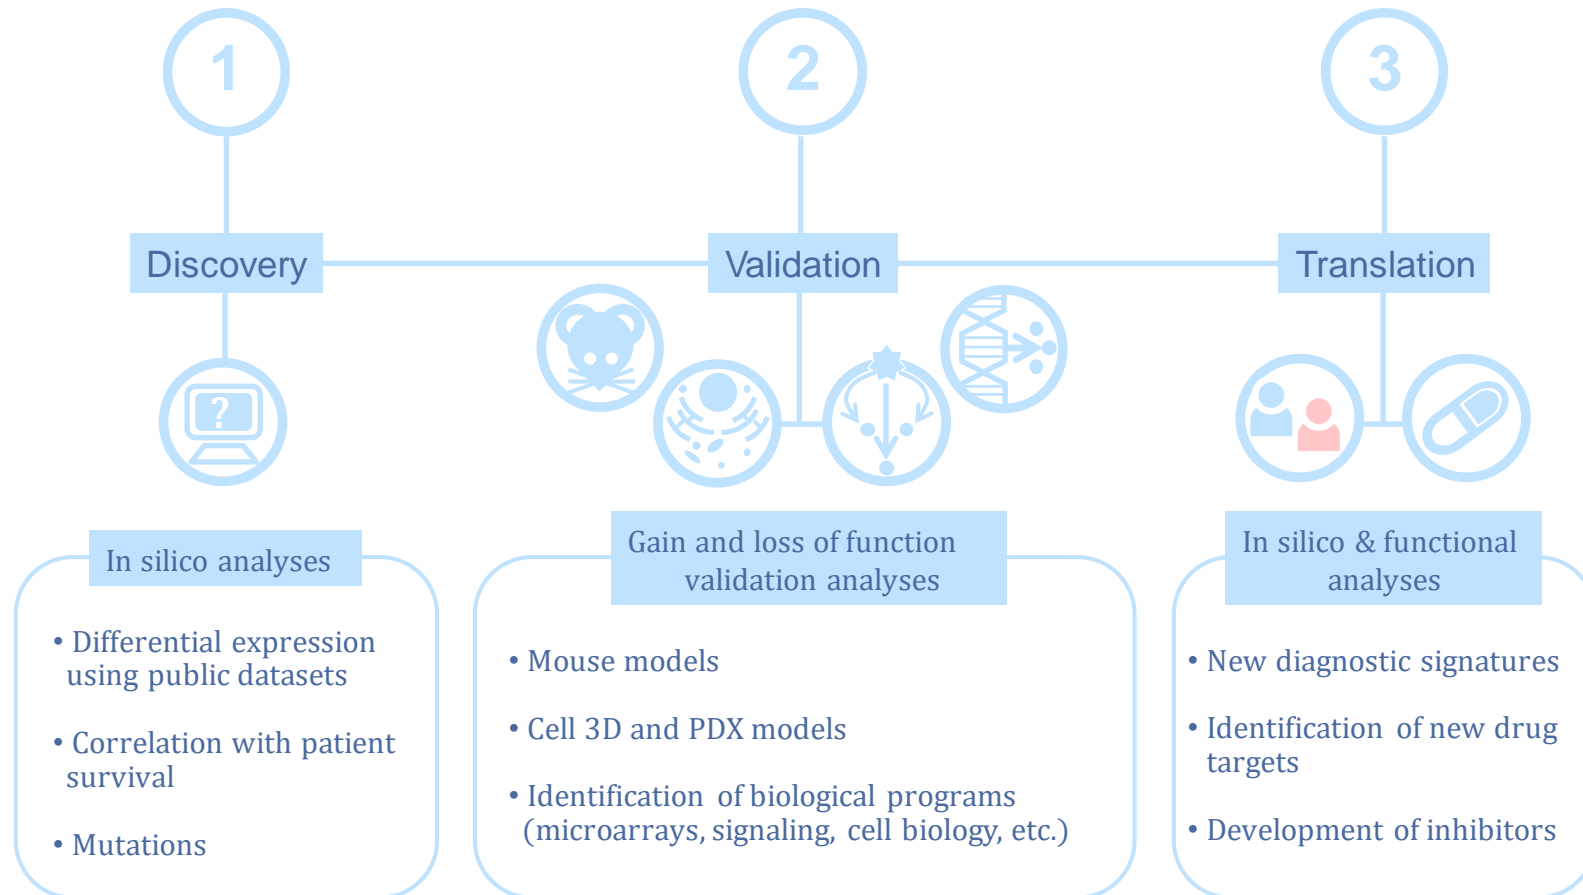 1
Discovery
?
In silico analyses
• Differential expression
using public datasets
• Correlation with patient
survival
• Mutations
2
Validation
Gain and loss of function
validation analyses
• Mouse models
• Cell 3D and PDX models
• Identification of biological programs
(microarrays, signaling, cell biology, etc.)
3
Translation
In silico & functional
analyses
• New diagnostic signatures
• Identification of new drug
targets
• Development of inhibitors